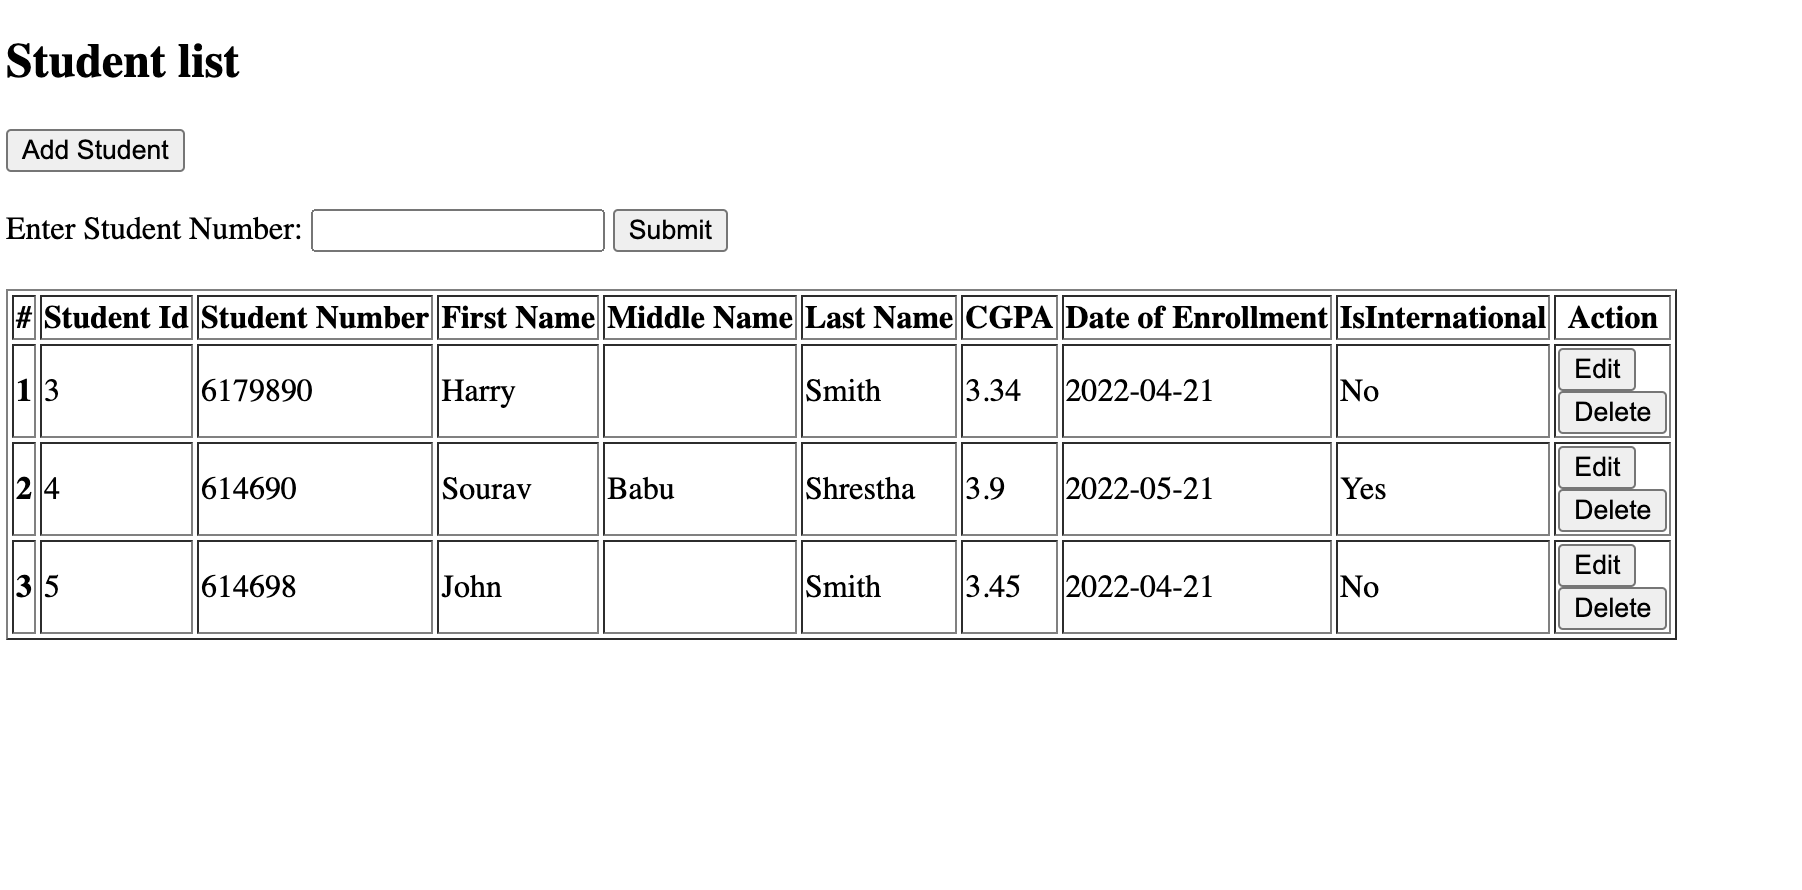 Student list
Add Student
Enter Student Number: Submit
# Student Id Student Number First Name Middle Name Last Name CGPA Date of Enrollment IsInternational Action
1 3 6179890 Harry Smith 3.34 2022-04-21 No Edit
Delete
2 4 614690 Sourav Babu Shrestha 3.9 2022-05-21 Yes Edit
Delete
3 5 614698 John Smith 3.45 2022-04-21 No Edit
Delete